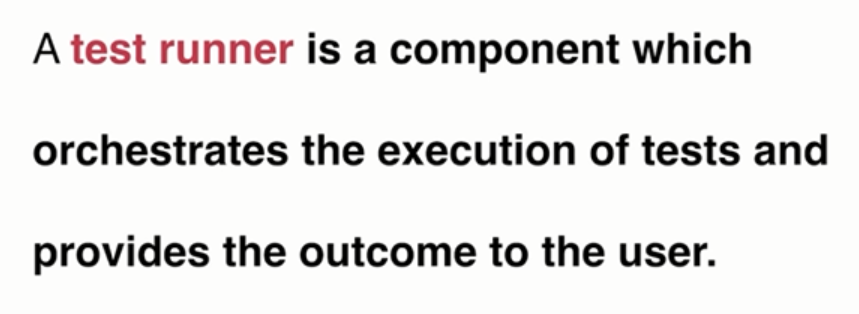 A test runner is a component which
orchestrates the execution of tests and
provides the outcome to the user.